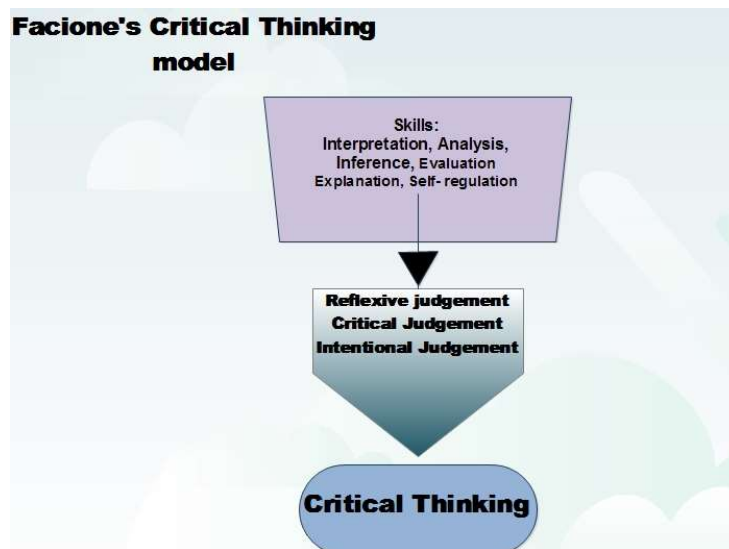 Facione's Critical Thinking
model
Skills:
Interpretation, Analysis,
Inference, Evaluation
Explanation, Self- regulation
Reflexive judgement
Critical Judgement
Intentional Judgement
Critical Thinking